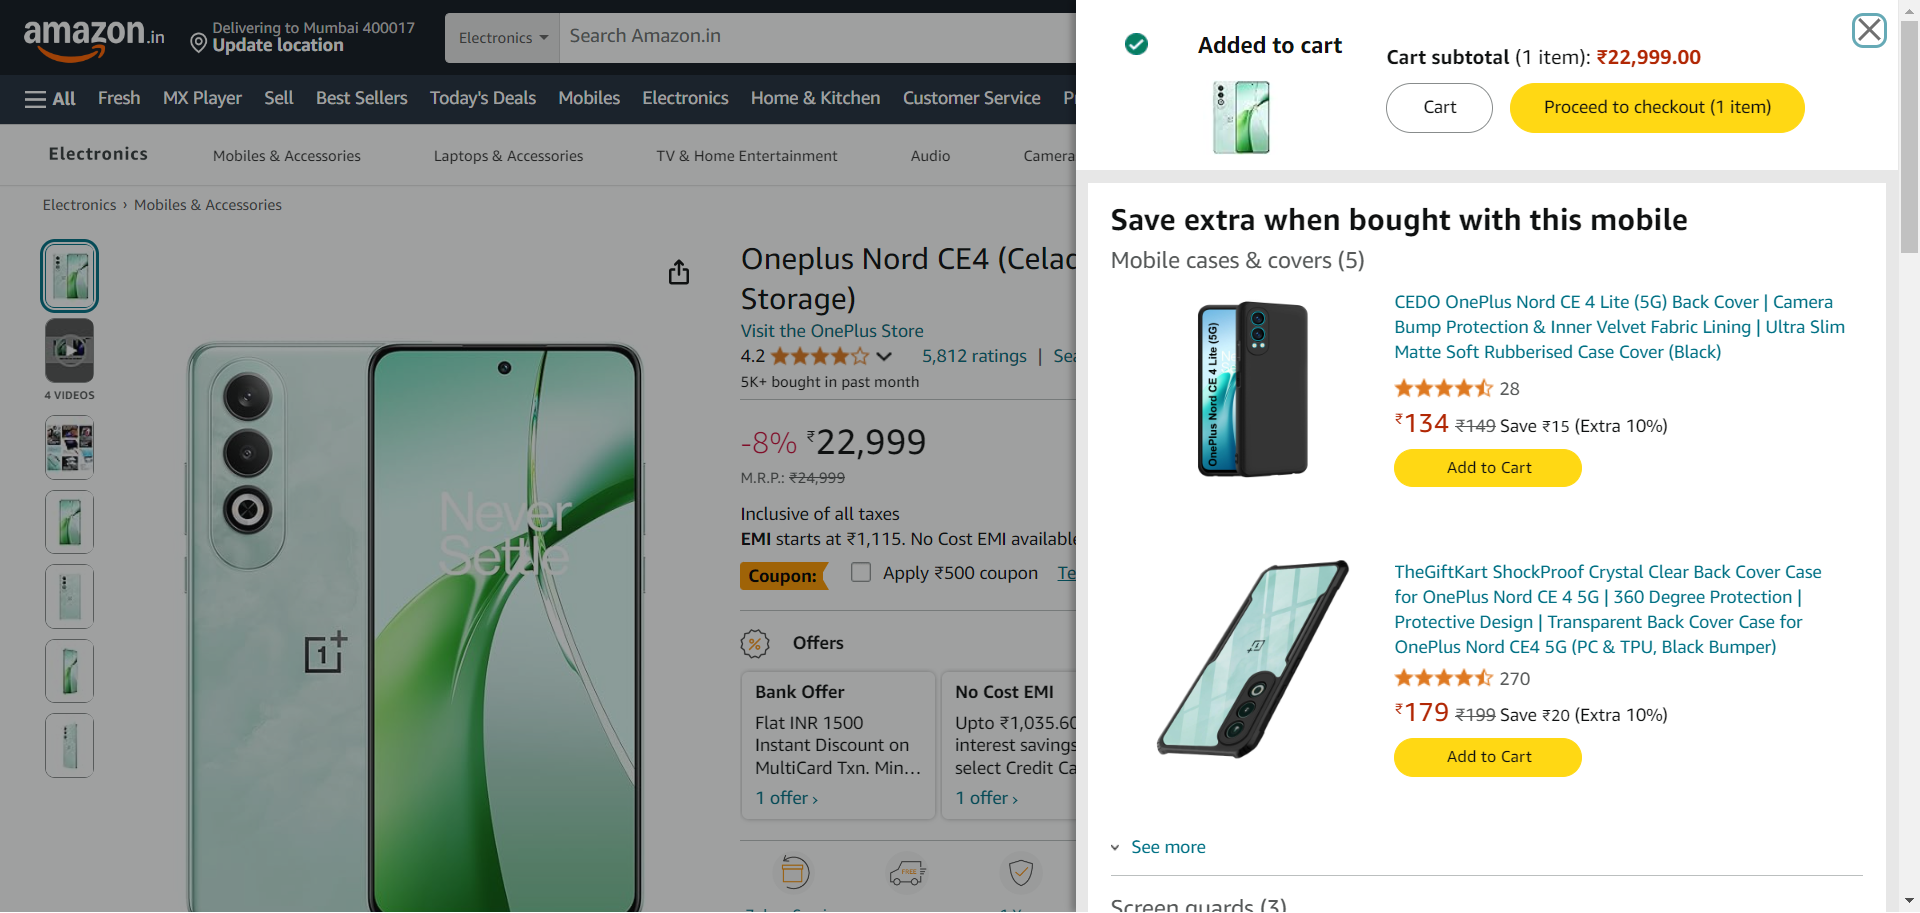 amazon.in
Delivering to Mumbai 400017
Update location
Electronics
Search Amazon.in
All
Fresh
MX Player
Sell
Best Sellers
Today's Deals
Mobiles
Electronics
Home & Kitchen
Customer Service
Electronics
Mobiles & Accessories
Laptops & Accessories
TV & Home Entertainment
Audio
Camera
Electronics › Mobiles & Accessories
4 VIDEOS
Never
Settle
Oneplus Nord CE4 (Celad
Storage)
Visit the OnePlus Store
4.2
5,812 ratings | Sea
5K+ bought in past month
-8% ₹22,999
M.R.P.: ₹24,999
Inclusive of all taxes
EMI starts at ₹1,115. No Cost EMI available
Coupon: Apply ₹500 coupon Te
Offers
Bank Offer
Flat INR 1500
Instant Discount on
MultiCard Txn. Min...
1 offer ›
No Cost EMI
Upto ₹1,035.60
interest savings
select Credit Ca
1 offer ›
FREE
Added to cart
Cart subtotal (1 item): ₹22,999.00
Cart
Proceed to checkout (1 item)
Save extra when bought with this mobile
Mobile cases & covers (5)
OnePlus Nord CE 4 Lite (5G)
CEDO OnePlus Nord CE 4 Lite (5G) Back Cover | Camera
Bump Protection & Inner Velvet Fabric Lining | Ultra Slim
Matte Soft Rubberised Case Cover (Black)
28
₹134 ₹149 Save ₹15 (Extra 10%)
Add to Cart
TheGiftKart ShockProof Crystal Clear Back Cover Case
for OnePlus Nord CE 4 5G | 360 Degree Protection |
Protective Design | Transparent Back Cover Case for
OnePlus Nord CE4 5G (PC & TPU, Black Bumper)
270
₹179 ₹199 Save ₹20 (Extra 10%)
Add to Cart
See more
Screen guards (3)